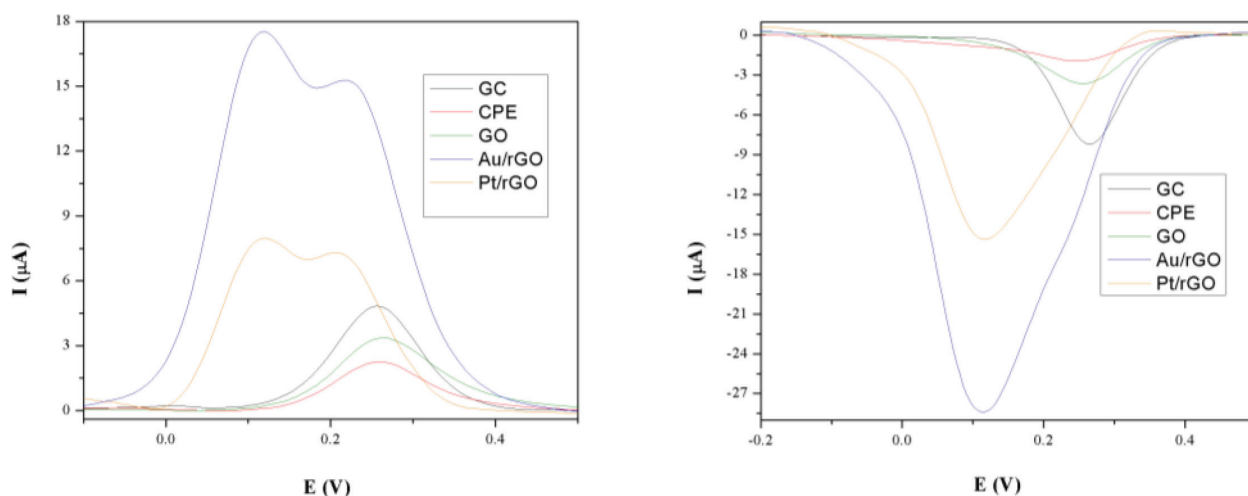 18
15
12
9
6
3
0
I (µA)
GC
CPE
GO
Au/rGO
Pt/rGO
0.0
0.2
0.4
E (V)
0
-3
-6
-9
-12
-15
-18
-21
-24
-27
I (µA)
GC
CPE
GO
Au/rGO
Pt/rGO
-0.2
0.0
0.2
0.4
E (V)